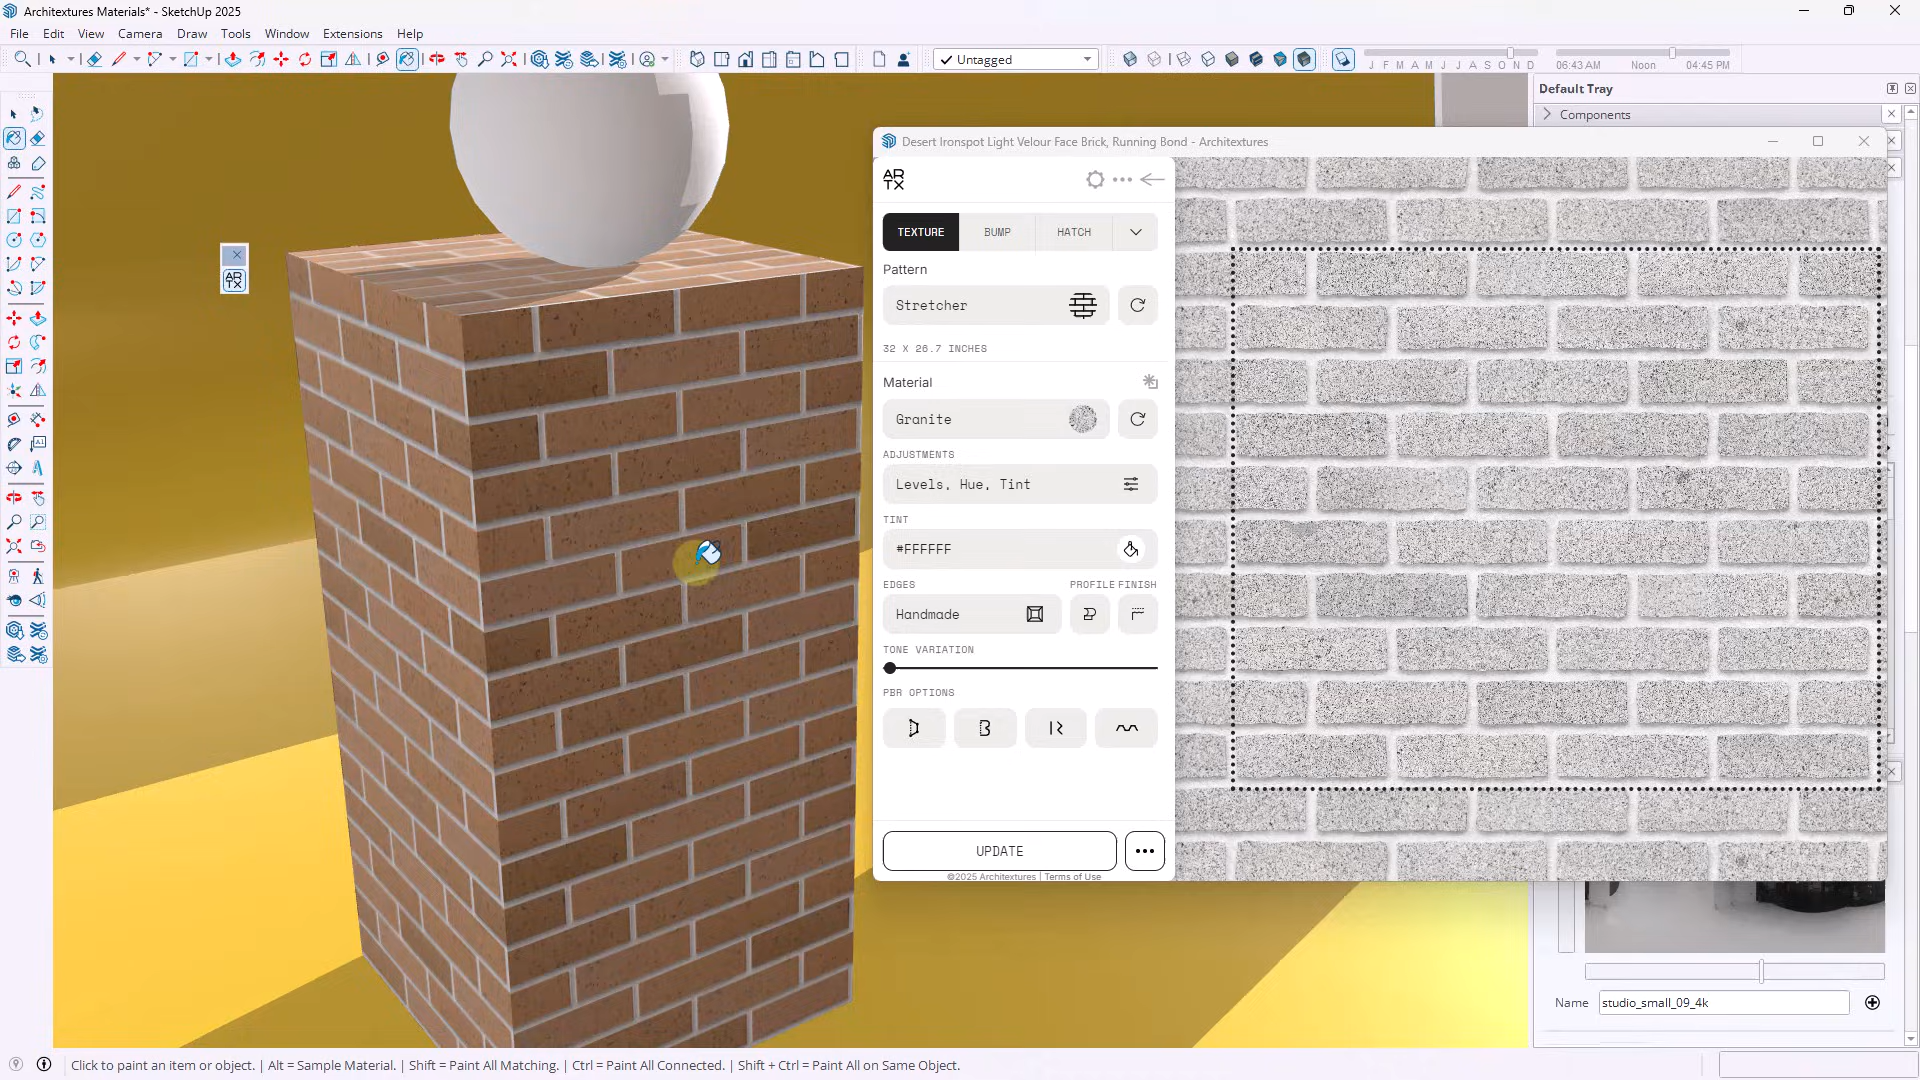 Architextures Materials* - SketchUp 2025
File Edit View Camera Draw Tools Window Extensions Help
✓ Untagged
J F M A M J J A S O N D
06:43 AM Noon 04:45 PM
Default Tray
Components
Desert Ironspot Light Velour Face Brick, Running Bond - Architextures
AR
TX
TEXTURE BUMP HATCH
Pattern
Stretcher
32 X 26.7 INCHES
Material
Granite
ADJUSTMENTS
Levels, Hue, Tint
TINT
#FFFFFF
EDGES PROFILE FINISH
Handmade
TONE VARIATION
PBR OPTIONS
UPDATE
©2025 Architextures | Terms of Use
AR
TX
Name studio_small_09_4k
Click to paint an item or object. | Alt = Sample Material. | Shift = Paint All Matching. | Ctrl = Paint All Connected. | Shift + Ctrl = Paint All on Same Object.